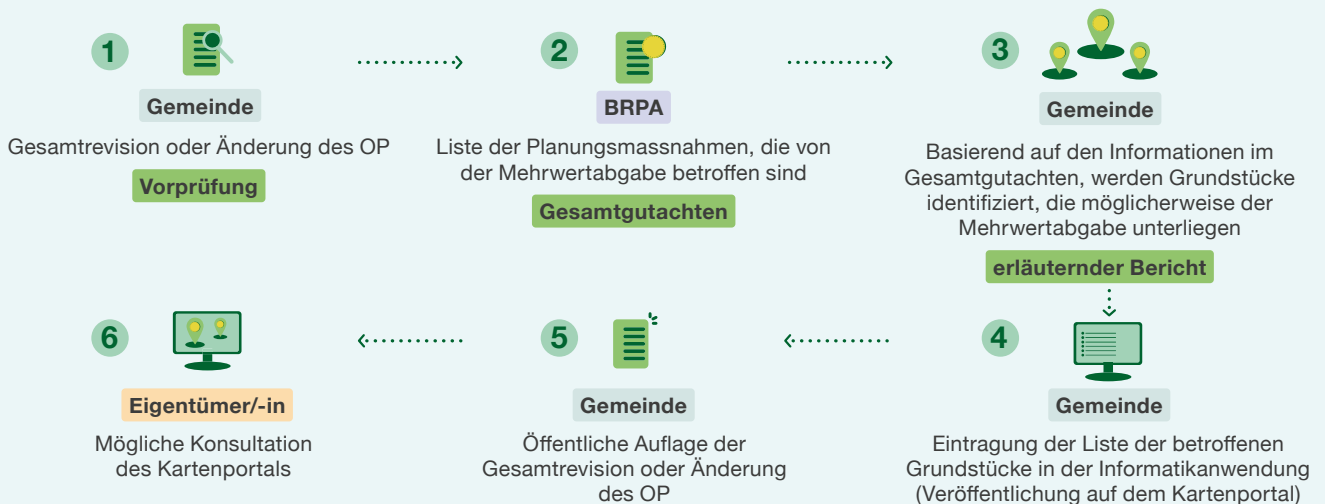 1
Gemeinde
Gesamtrevision oder Änderung des OP
Vorprüfung
2
BRPA
Liste der Planungsmassnahmen, die von
der Mehrwertabgabe betroffen sind
Gesamtgutachten
3
Gemeinde
Basierend auf den Informationen im
Gesamtgutachten, werden Grundstücke
identifiziert, die möglicherweise der
Mehrwertabgabe unterliegen
erläuternder Bericht
4
Gemeinde
Eintragung der Liste der betroffenen
Grundstücke in der Informatikanwendung
(Veröffentlichung auf dem Kartenportal)
5
Gemeinde
Öffentliche Auflage der
Gesamtrevision oder Änderung
des OP
6
Eigentümer/-in
Mögliche Konsultation
des Kartenportals